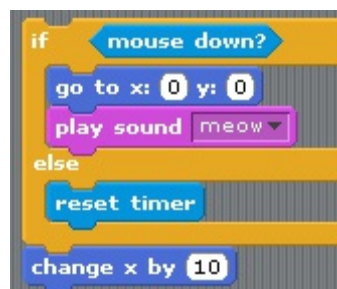 if mouse down?
go to x: 0 y: 0
play sound meow
else
reset timer
change x by 10